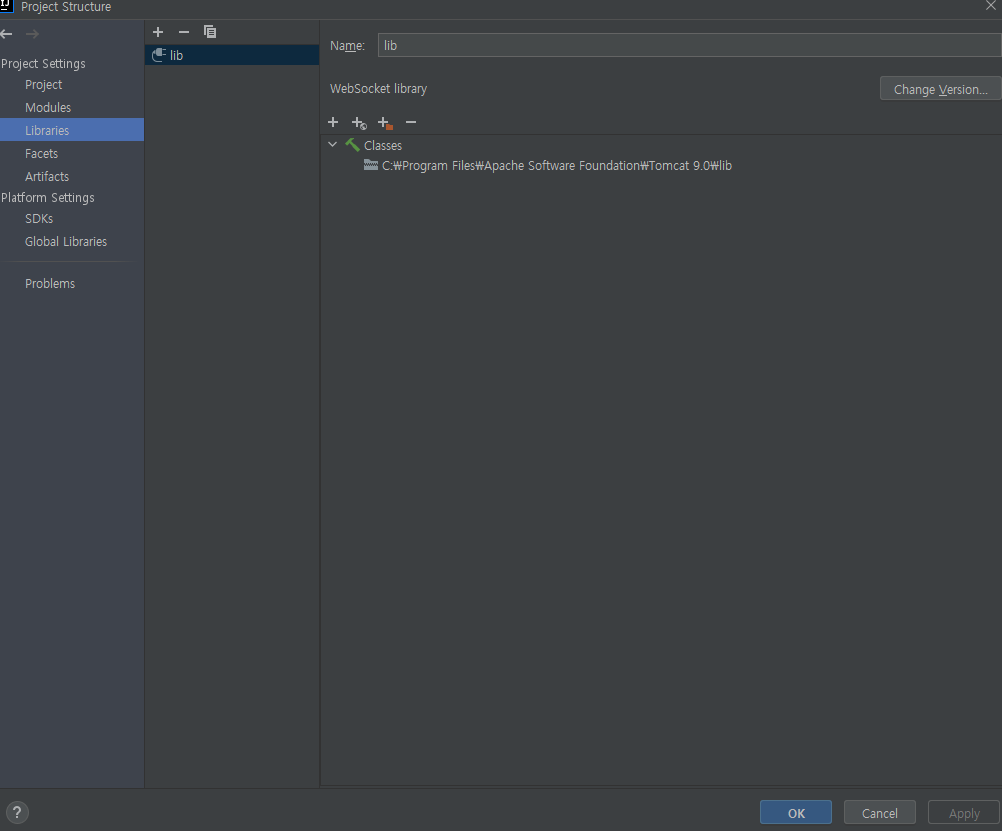 Project Structure
Project Settings
Project
Modules
Libraries
Facets
Artifacts
Platform Settings
SDKs
Global Libraries
Problems
lib
Name: lib
WebSocket library
Change Version...
Classes
C:₩Program Files₩Apache Software Foundation₩Tomcat 9.0₩lib
?
OK
Cancel
Apply